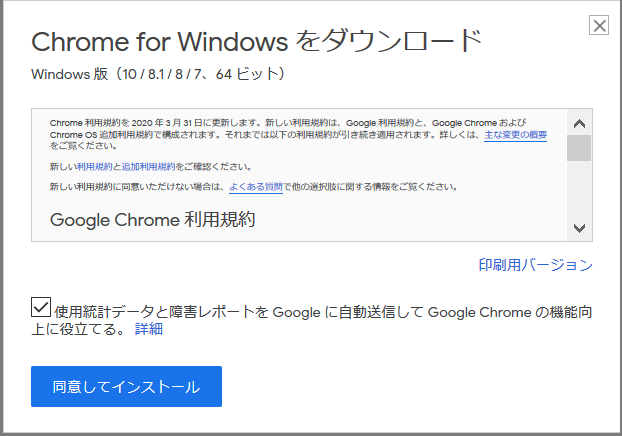 Chrome for Windows をダウンロード
Windows 版（10 / 8.1 / 8 / 7、64 ビット）
Chrome 利用規約を 2020 年 3 月 31 日に更新します。新しい利用規約は、Google 利用規約と、Google Chrome および
Chrome OS 追加利用規約で構成されます。それまでは以下の利用規約が引き続き適用されます。詳しくは、主な変更の概要
をご覧ください。
新しい利用規約と追加利用規約をご確認ください。
新しい利用規約に同意いただけない場合は、よくある質問で他の選択肢に関する情報をご覧ください。
Google Chrome 利用規約
印刷用バージョン
使用統計データと障害レポートを Google に自動送信して Google Chrome の機能向
上に役立てる。 詳細
同意してインストール